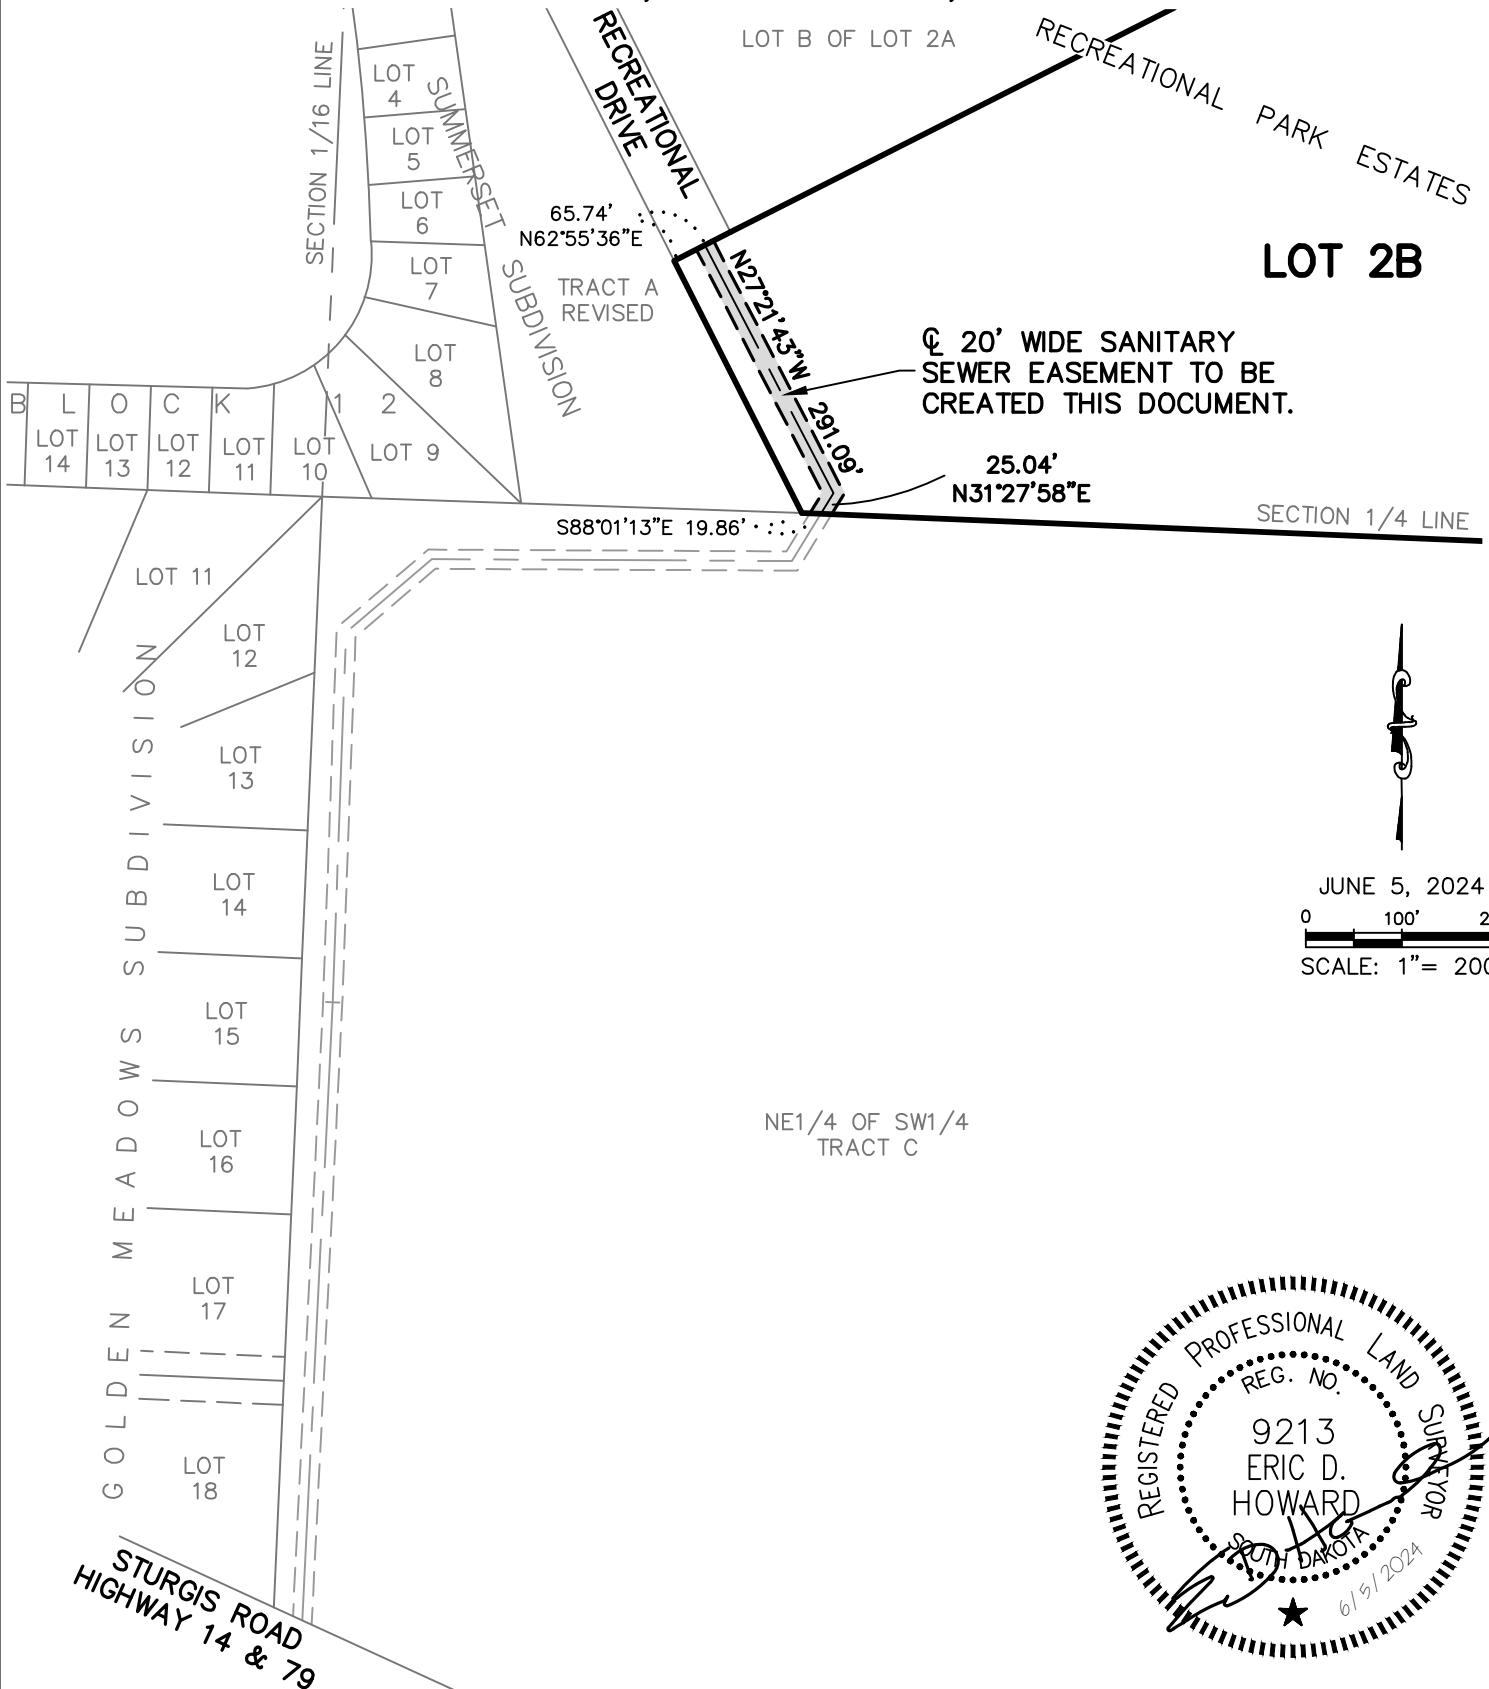 LOT B OF LOT 2A
RECREATIONAL PARK ESTATES
RECREATIONAL
DRIVE
SECTION 1/16 LINE
LOT
4
LOT
5
LOT
6
LOT
7
LOT
8
LOT 9
SUMMERSET SUBDIVISION
65.74'
N62°55'36"E
TRACT A
REVISED
N27°21'43"W 291.09'
LOT 2B
℄ 20' WIDE SANITARY
SEWER EASEMENT TO BE
CREATED THIS DOCUMENT.
25.04'
N31°27'58"E
BLOCK 12
LOT
14
LOT
13
LOT
12
LOT
11
LOT
10
S88°01'13"E 19.86'
SECTION 1/4 LINE
LOT 11
LOT
12
LOT
13
LOT
14
LOT
15
LOT
16
LOT
17
LOT
18
GOLDEN MEADOWS SUBDIVISION
NE1/4 OF SW1/4
TRACT C
JUNE 5, 2024
0 100' 2
SCALE: 1"= 200
REGISTERED PROFESSIONAL LAND SURVEYOR
REG. NO.
9213
ERIC D.
HOWARD
SOUTH DAKOTA
6/5/2024
STURGIS ROAD
HIGHWAY 14 & 79